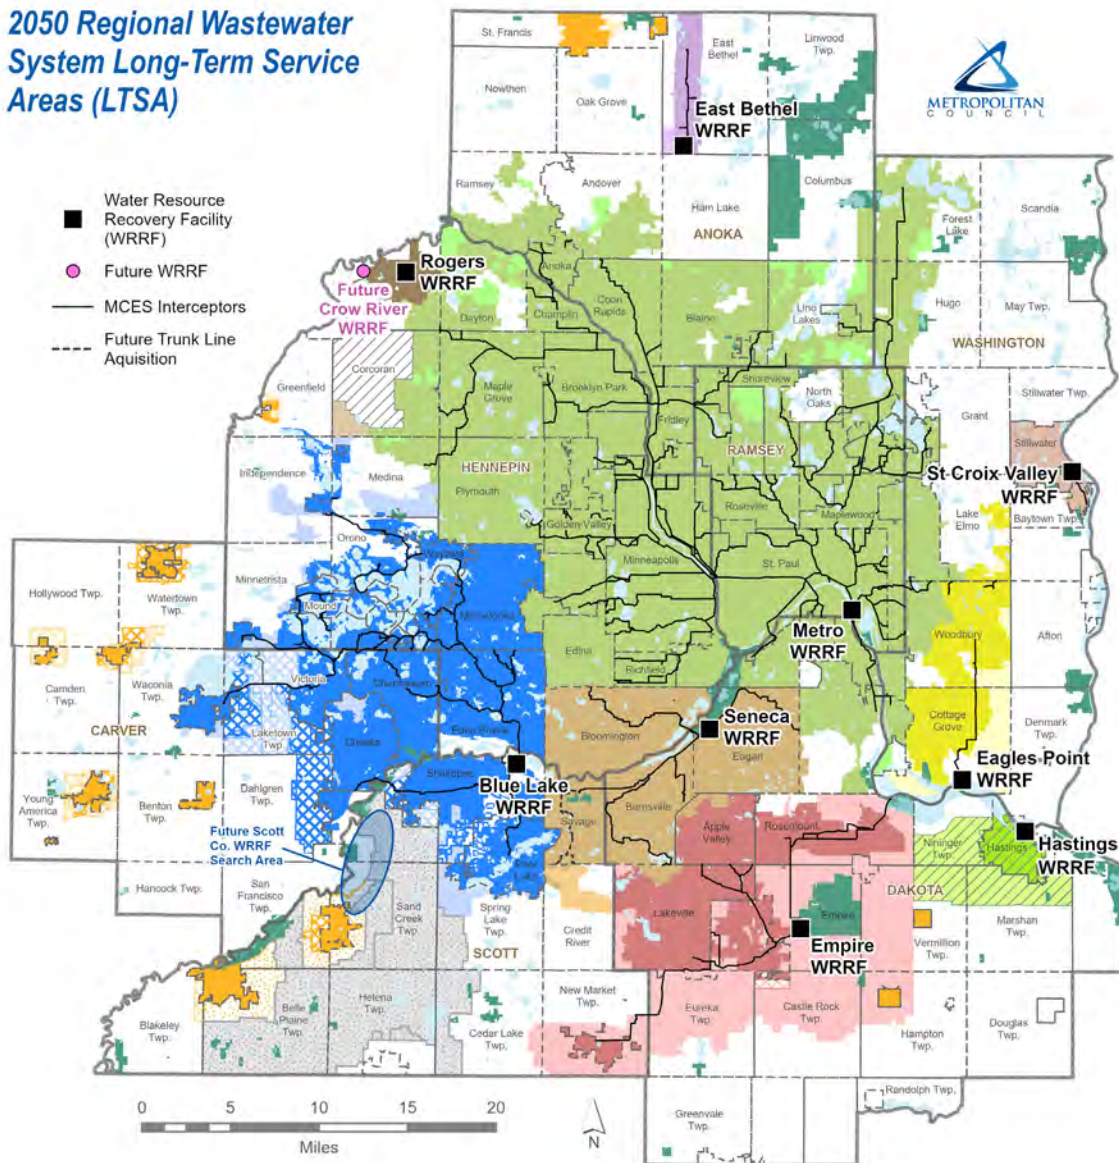 2050 Regional Wastewater
System Long-Term Service
Areas (LTSA)
METROPOLITAN
COUNCIL
Water Resource
Recovery Facility
(WRRF)
Future WRRF
MCES Interceptors
Future Trunk Line
Aquisition
St. Francis
East
Bethel
Linwood
Twp.
Nowthen
Oak Grove
East Bethel
WRRF
Ramsey
Andover
Ham Lake
Columbus
ANOKA
Forest
Lake
Scandia
Rogers
WRRF
Future
Crow River
WRRF
Anoka
Dayton
Champlin
Coon
Rapids
Blaine
Lino
Lakes
Hugo
May Twp.
WASHINGTON
Corcoran
Greenfield
Maple
Grove
Brooklyn Park
Shoreview
North
Oaks
Fridley
Grant
Stillwater Twp.
Stillwater
Independence
Medina
HENNEPIN
Plymouth
RAMSEY
St Croix Valley
WRRF
Roseville
Maplewood
Lake
Elmo
Baytown Twp.
Golden Valley
Orono
Wayzata
Minneapolis
St. Paul
Hollywood Twp.
Watertown
Twp.
Minnetrista
Mound
Minnetonka
Metro
WRRF
Woodbury
Afton
Edina
Richfield
Camden
Twp.
Waconia
Twp.
Victoria
Chanhassen
CARVER
Laketown
Twp.
Chaska
Eden Prairie
Bloomington
Seneca
WRRF
Eagan
Cottage
Grove
Denmark
Twp.
Eagles Point
WRRF
Young
America
Twp.
Benton
Twp.
Dahlgren
Twp.
Shakopee
Blue Lake
WRRF
Savage
Burnsville
Apple
Valley
Rosemount
Nininger
Twp.
Hastings
Hastings
WRRF
Future Scott
Co. WRRF
Search Area
Prior
Lake
DAKOTA
Hancock Twp.
San
Francisco
Twp.
Sand
Creek Twp.
Spring
Lake
Twp.
Credit
River
Lakeville
Empire
Empire
WRRF
Marshan
Twp.
Vermillion
Twp.
SCOTT
Blakeley
Twp.
Belle
Plaine
Twp.
Helena
Twp.
Cedar Lake
Twp.
New Market
Twp.
Eureka
Twp.
Castle Rock
Twp.
Hampton
Twp.
Douglas
Twp.
Randolph Twp.
Greenvale
Twp.
0 5 10 15 20
Miles
N